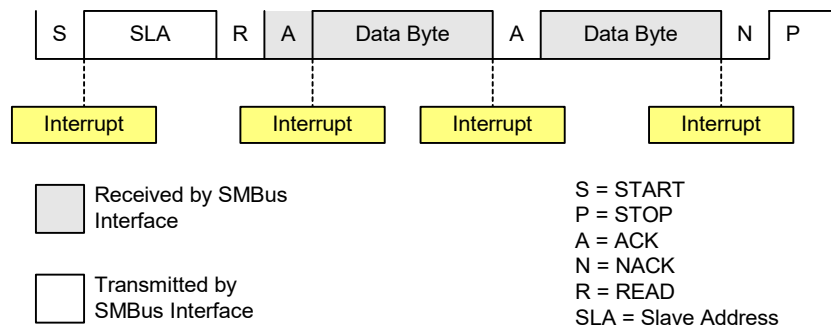 S SLA R A Data Byte A Data Byte N P
Interrupt Interrupt Interrupt Interrupt
Received by SMBus
Interface
Transmitted by
SMBus Interface
S = START
P = STOP
A = ACK
N = NACK
R = READ
SLA = Slave Address